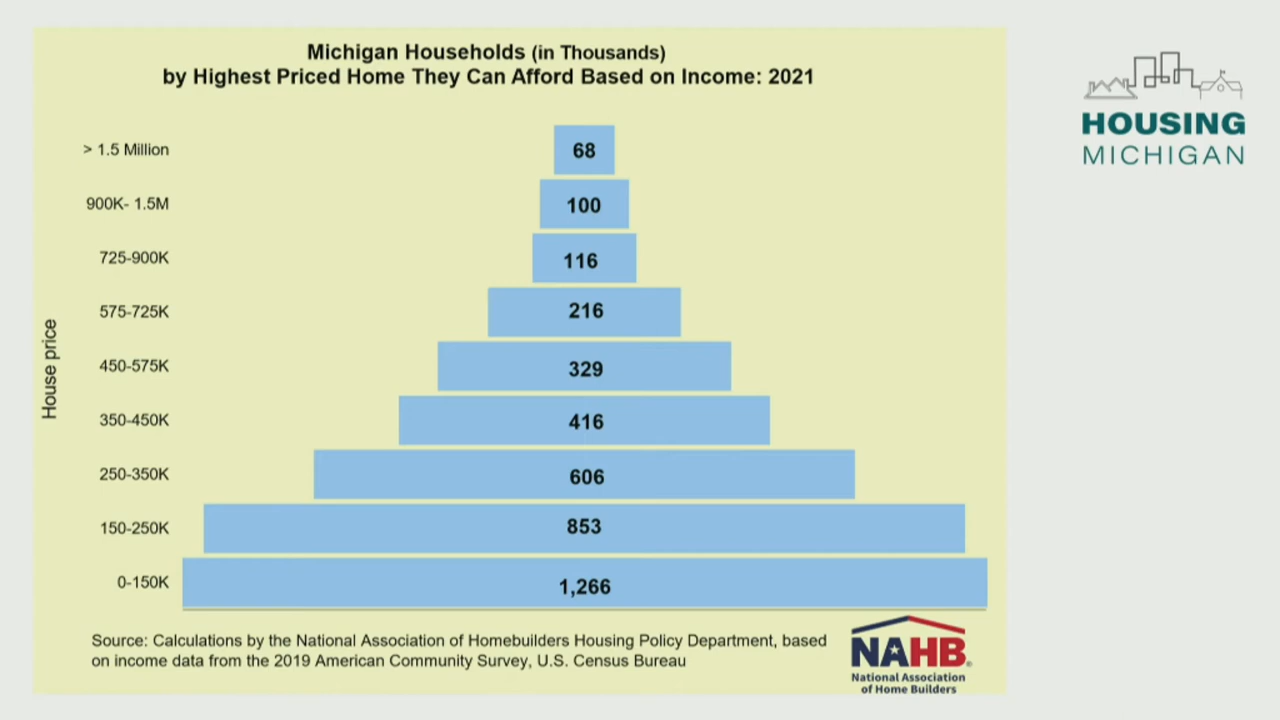 Michigan Households (in Thousands)
by Highest Priced Home They Can Afford Based on Income: 2021
HOUSING
MICHIGAN
House price
> 1.5 Million
68
900K- 1.5M
100
725-900K
116
575-725K
216
450-575K
329
350-450K
416
250-350K
606
150-250K
853
0-150K
1,266
Source: Calculations by the National Association of Homebuilders Housing Policy Department, based
on income data from the 2019 American Community Survey, U.S. Census Bureau
NAHB®
National Association
of Home Builders